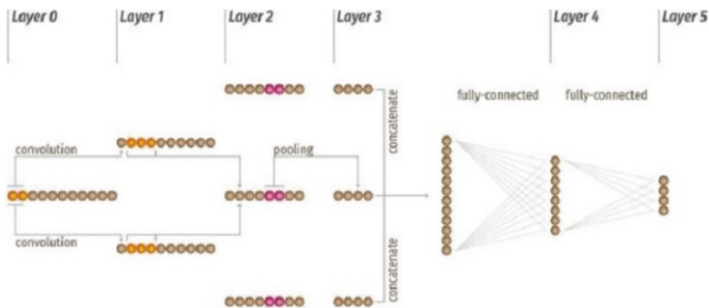 Layer 0
Layer 1
Layer 2
Layer 3
Layer 4
Layer 5
fully-connected
fully-connected
concatenate
convolution
pooling
convolution
concatenate